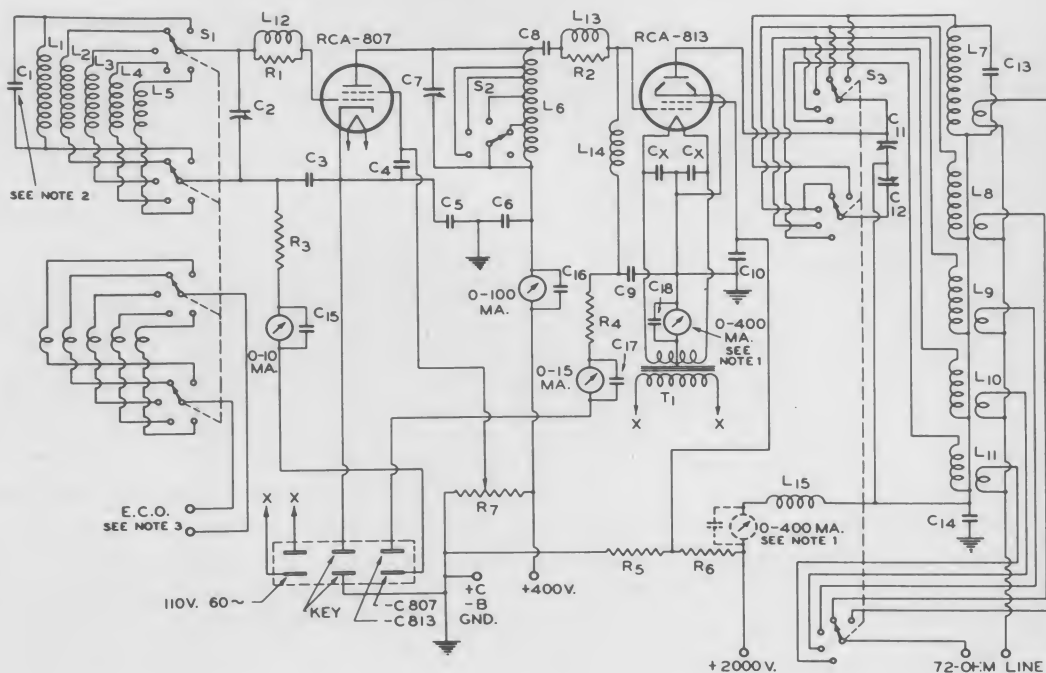 L12
L13
S1
RCA-807
C8
RCA-813
L1
L2
L3
L4
L5
C1
R1
C7
S2
R2
S3
L7
C13
C2
L6
L14
C11
CX CX
C12
C3
C4
SEE NOTE 2
C5
C6
L8
R3
C16
C9
C18
C10
0-100
MA.
0-400
MA.
SEE
NOTE 1
L9
R4
C15
C17
0-10
MA.
0-15
MA.
T1
L10
X X
L11
L15
E.C.O.
SEE NOTE 3
X X
R7
0-400 MA.
SEE NOTE 1
C14
R5
R6
110V. 60~
KEY
-C 807
-C 813
+C
-B
GND.
+400V.
+2000V.
72-OHM LINE